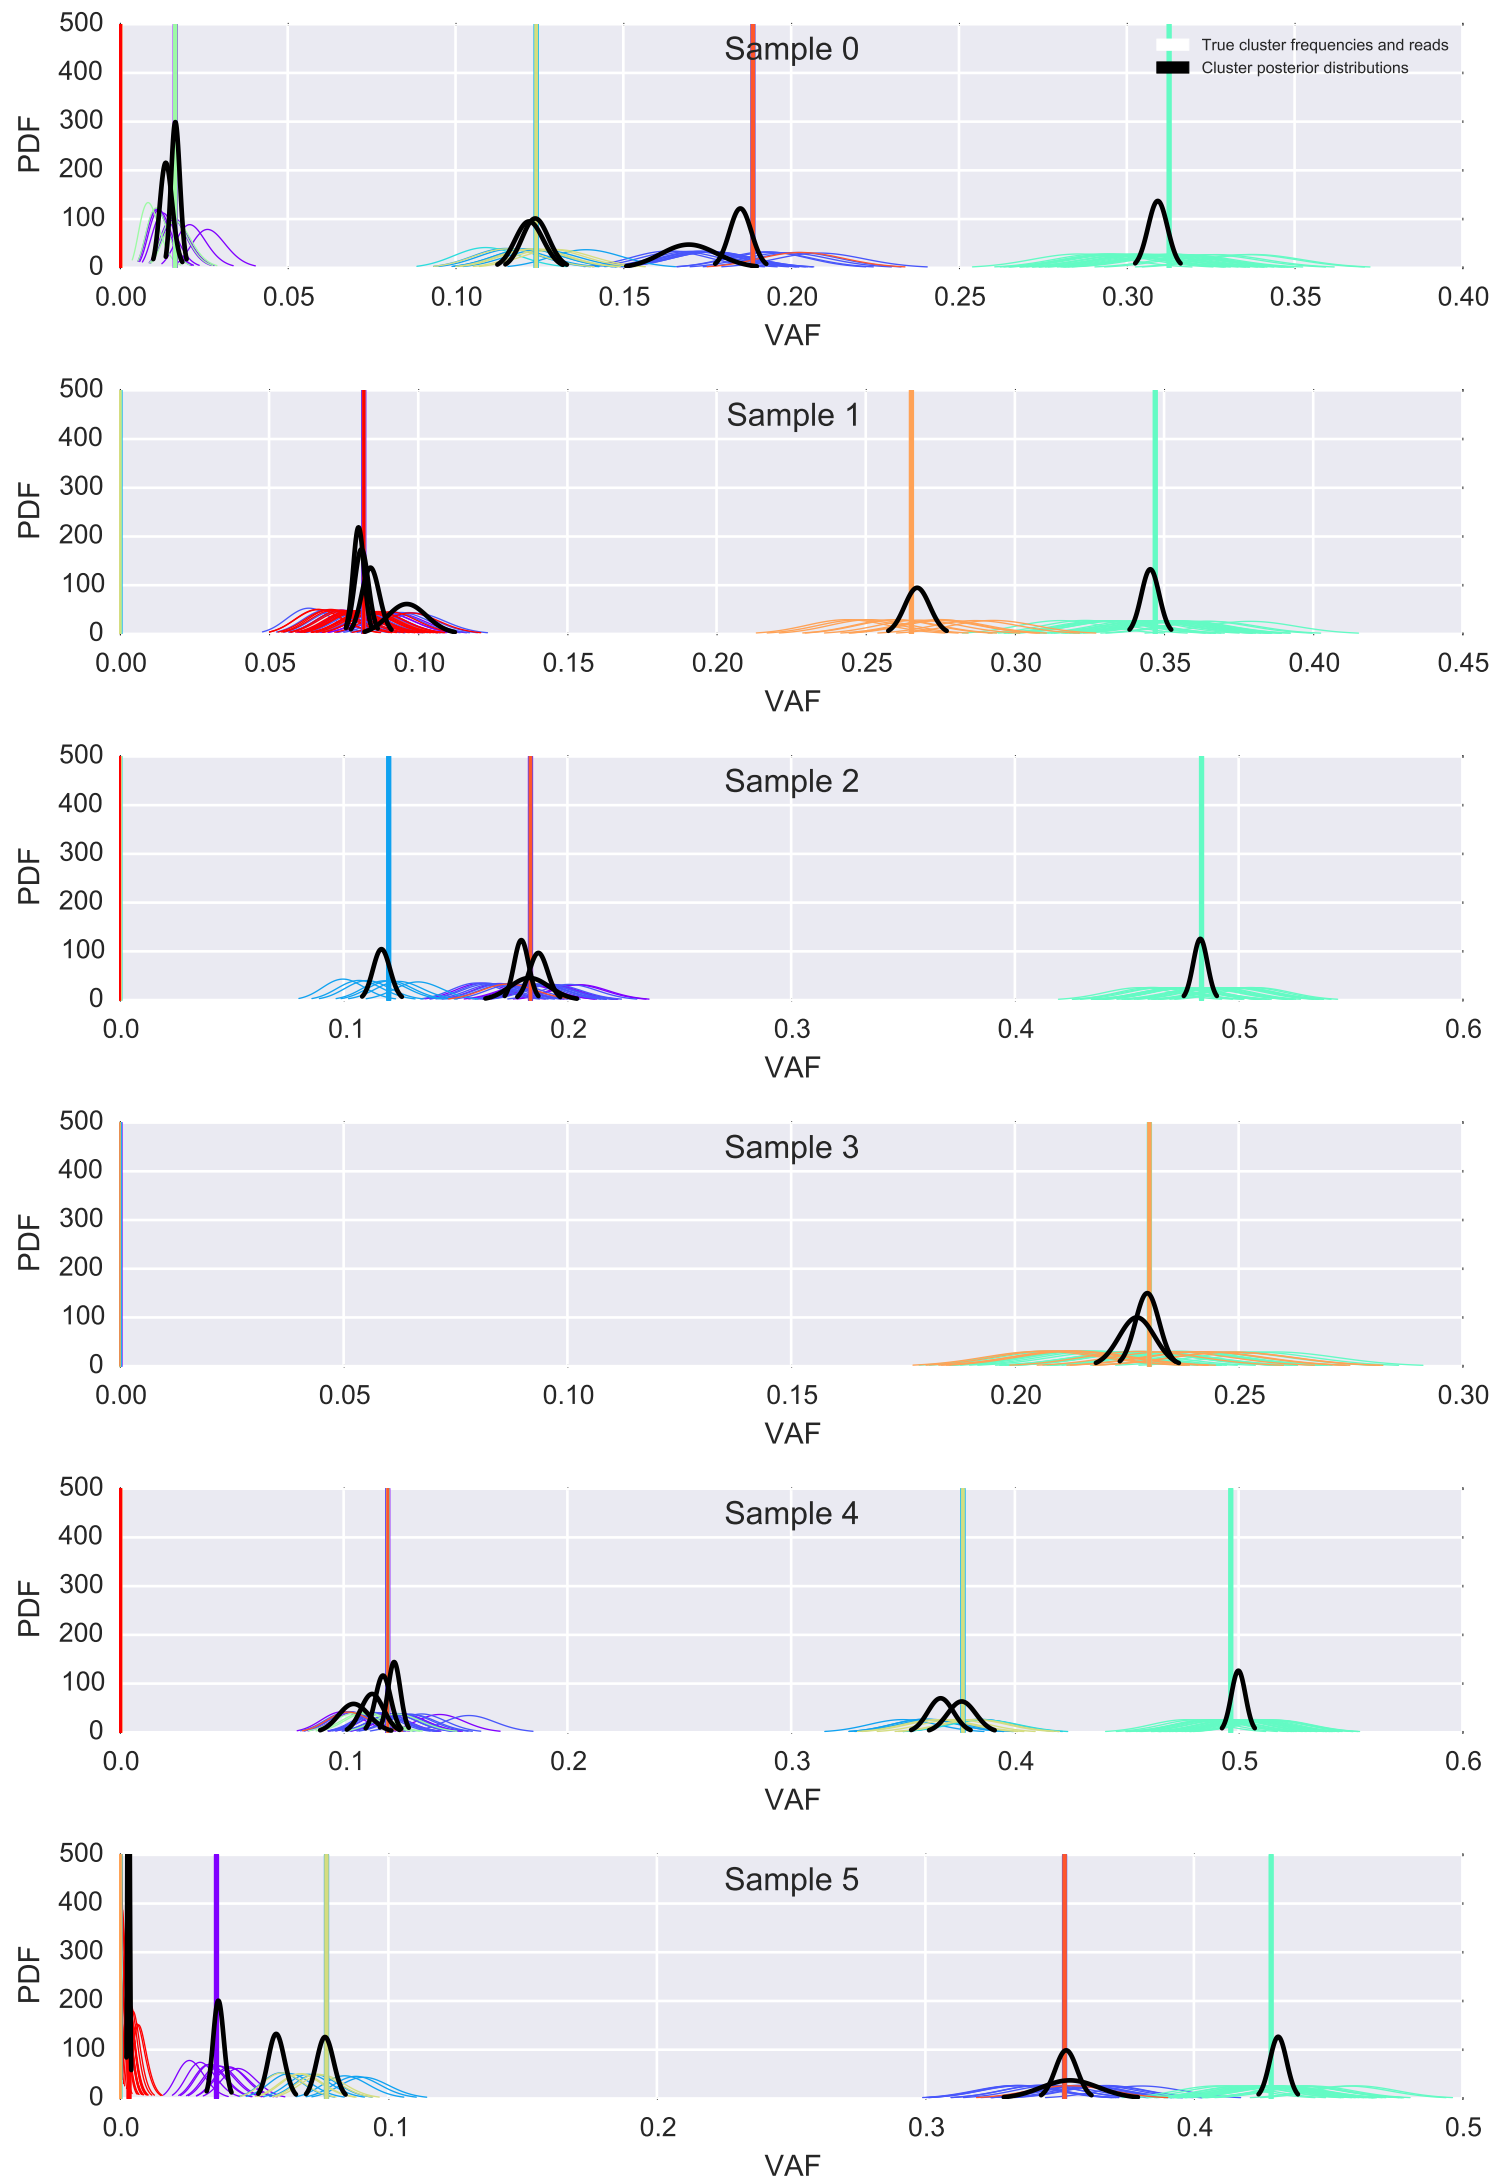 500
Sample 0
True cluster frequencies and reads
400
Cluster posterior distributions
300
200
100
0
PDF
0.00 0.05 0.10 0.15 0.20 0.25 0.30 0.35 0.40
VAF
500
Sample 1
400
300
200
100
0
PDF
0.00 0.05 0.10 0.15 0.20 0.25 0.30 0.35 0.40 0.45
VAF
500
Sample 2
400
300
200
100
0
PDF
0.0 0.1 0.2 0.3 0.4 0.5 0.6
VAF
500
Sample 3
400
300
200
100
0
PDF
0.00 0.05 0.10 0.15 0.20 0.25 0.30
VAF
500
Sample 4
400
300
200
100
0
PDF
0.0 0.1 0.2 0.3 0.4 0.5 0.6
VAF
500
Sample 5
400
300
200
100
0
PDF
0.0 0.1 0.2 0.3 0.4 0.5
VAF